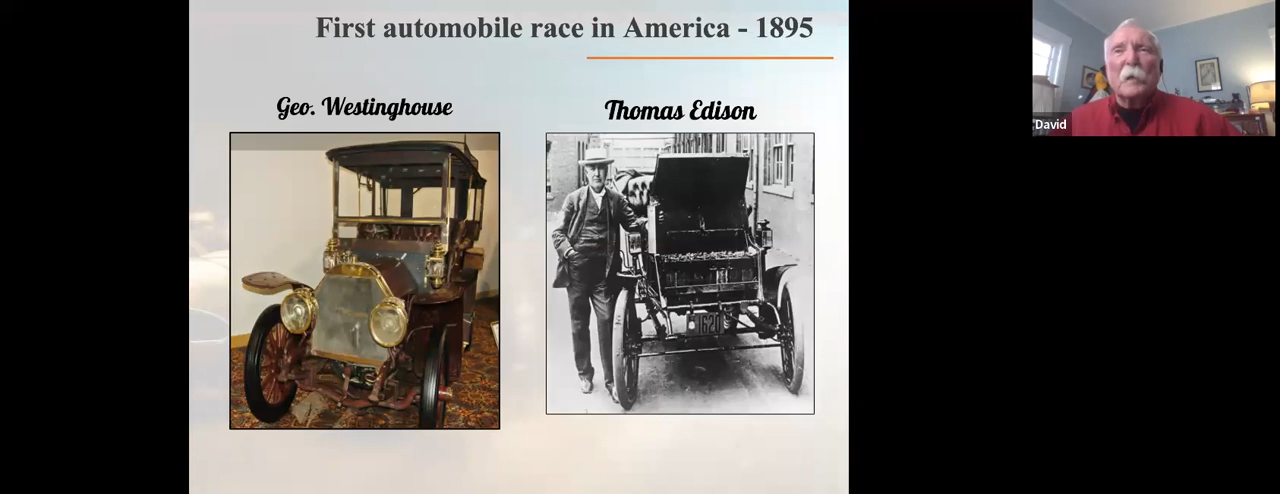 First automobile race in America - 1895
Geo. Westinghouse
Thomas Edison
1620
David